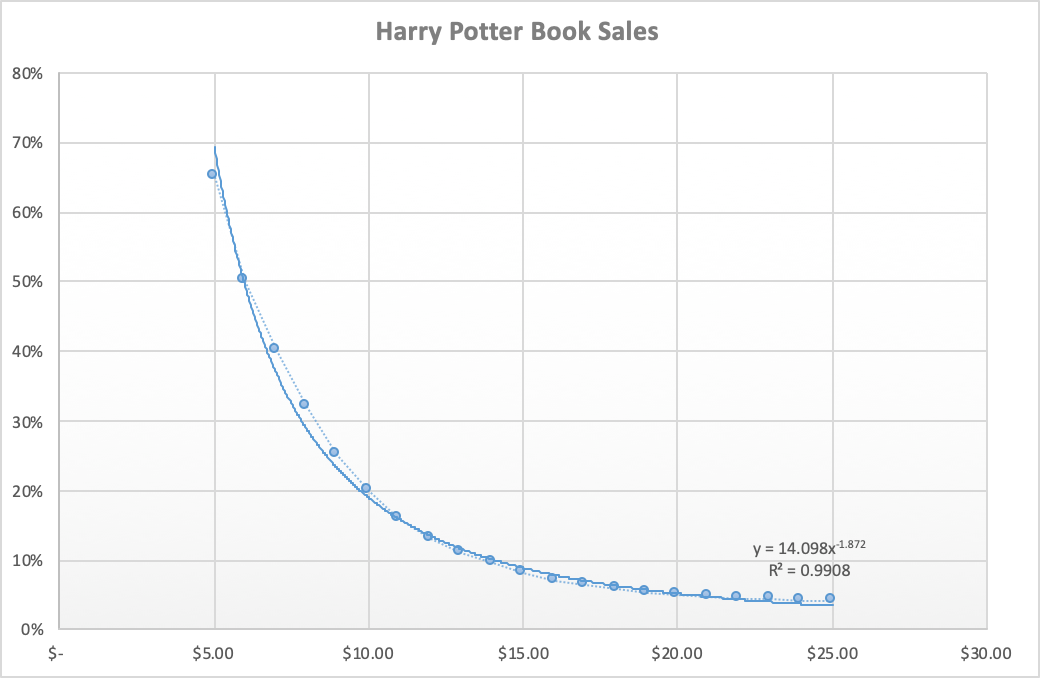 Harry Potter Book Sales
80%
70%
60%
50%
40%
30%
20%
10%
0%
y = 14.098x⁻¹·⁸⁷²
R² = 0.9908
$- $5.00 $10.00 $15.00 $20.00 $25.00 $30.00